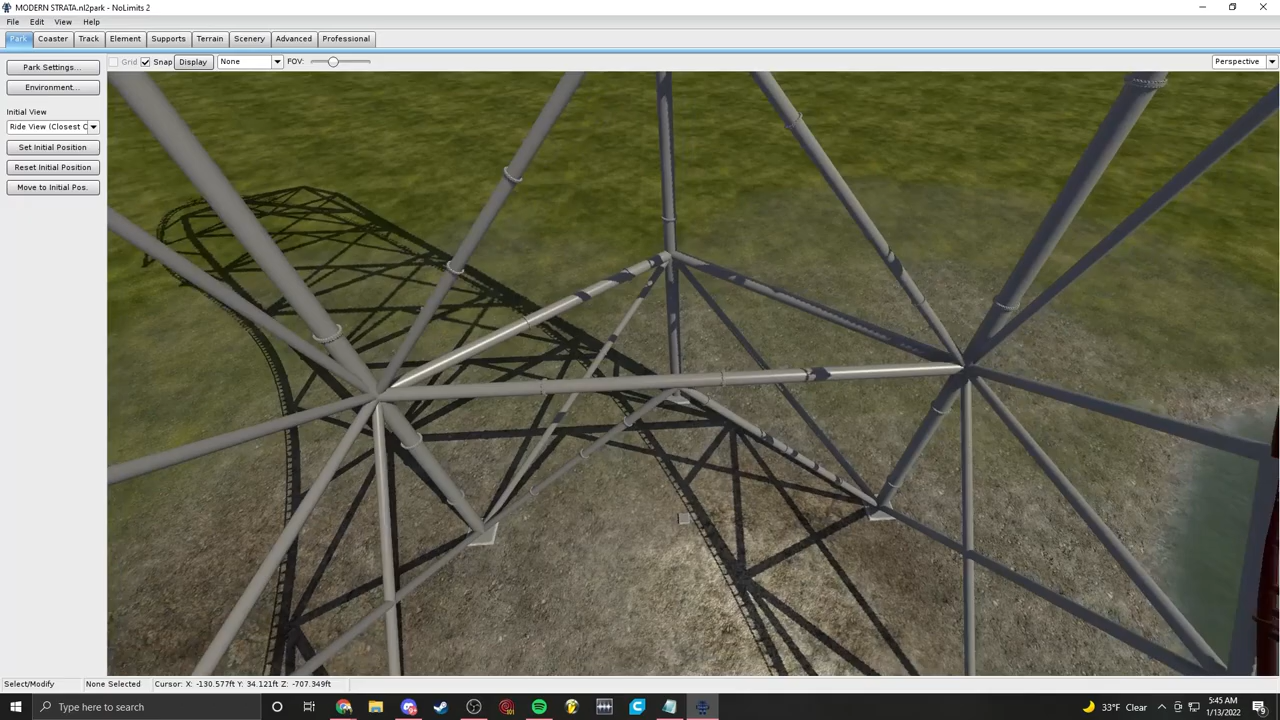 MODERN STRATA.nl2park - NoLimits 2
File Edit View Help
Park Coaster Track Element Supports Terrain Scenery Advanced Professional
Park Settings... Grid Snap Display None FOV: Perspective
Environment...
Initial View
Ride View (Closest C
Set Initial Position
Reset Initial Position
Move to Initial Pos.
Select/Modify None Selected Cursor: X: -130.577ft Y: 34.121ft Z: -707.349ft
Type here to search 33°F Clear 5:45 AM
1/13/2022